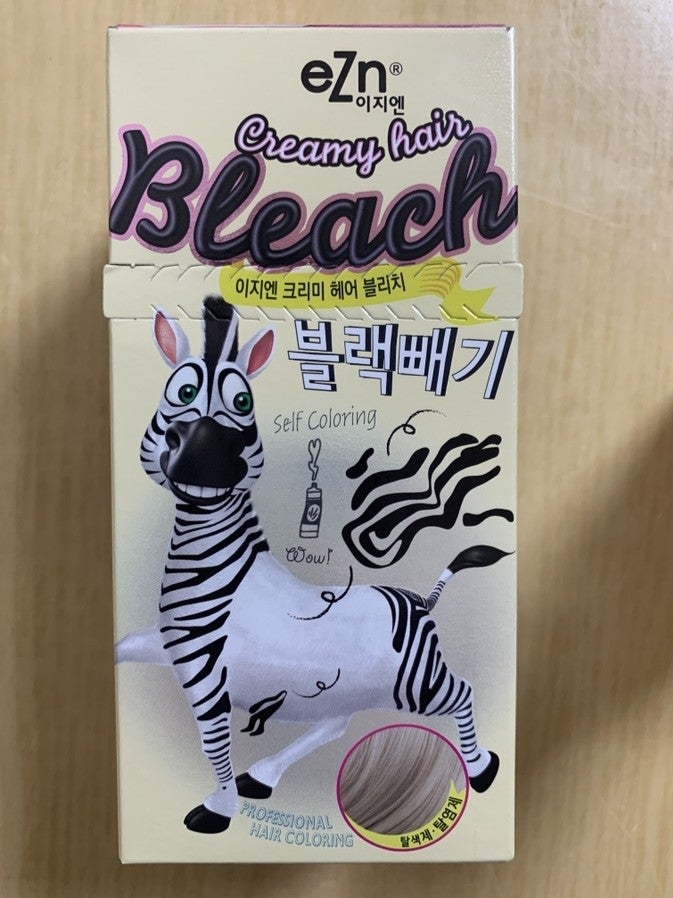 eZn®
이지엔
Creamy hair
Bleach
이지엔 크리미 헤어 블리치
블랙빼기
Self Coloring
Wow!
PROFESSIONAL
HAIR COLORING
탈색제·탈염제